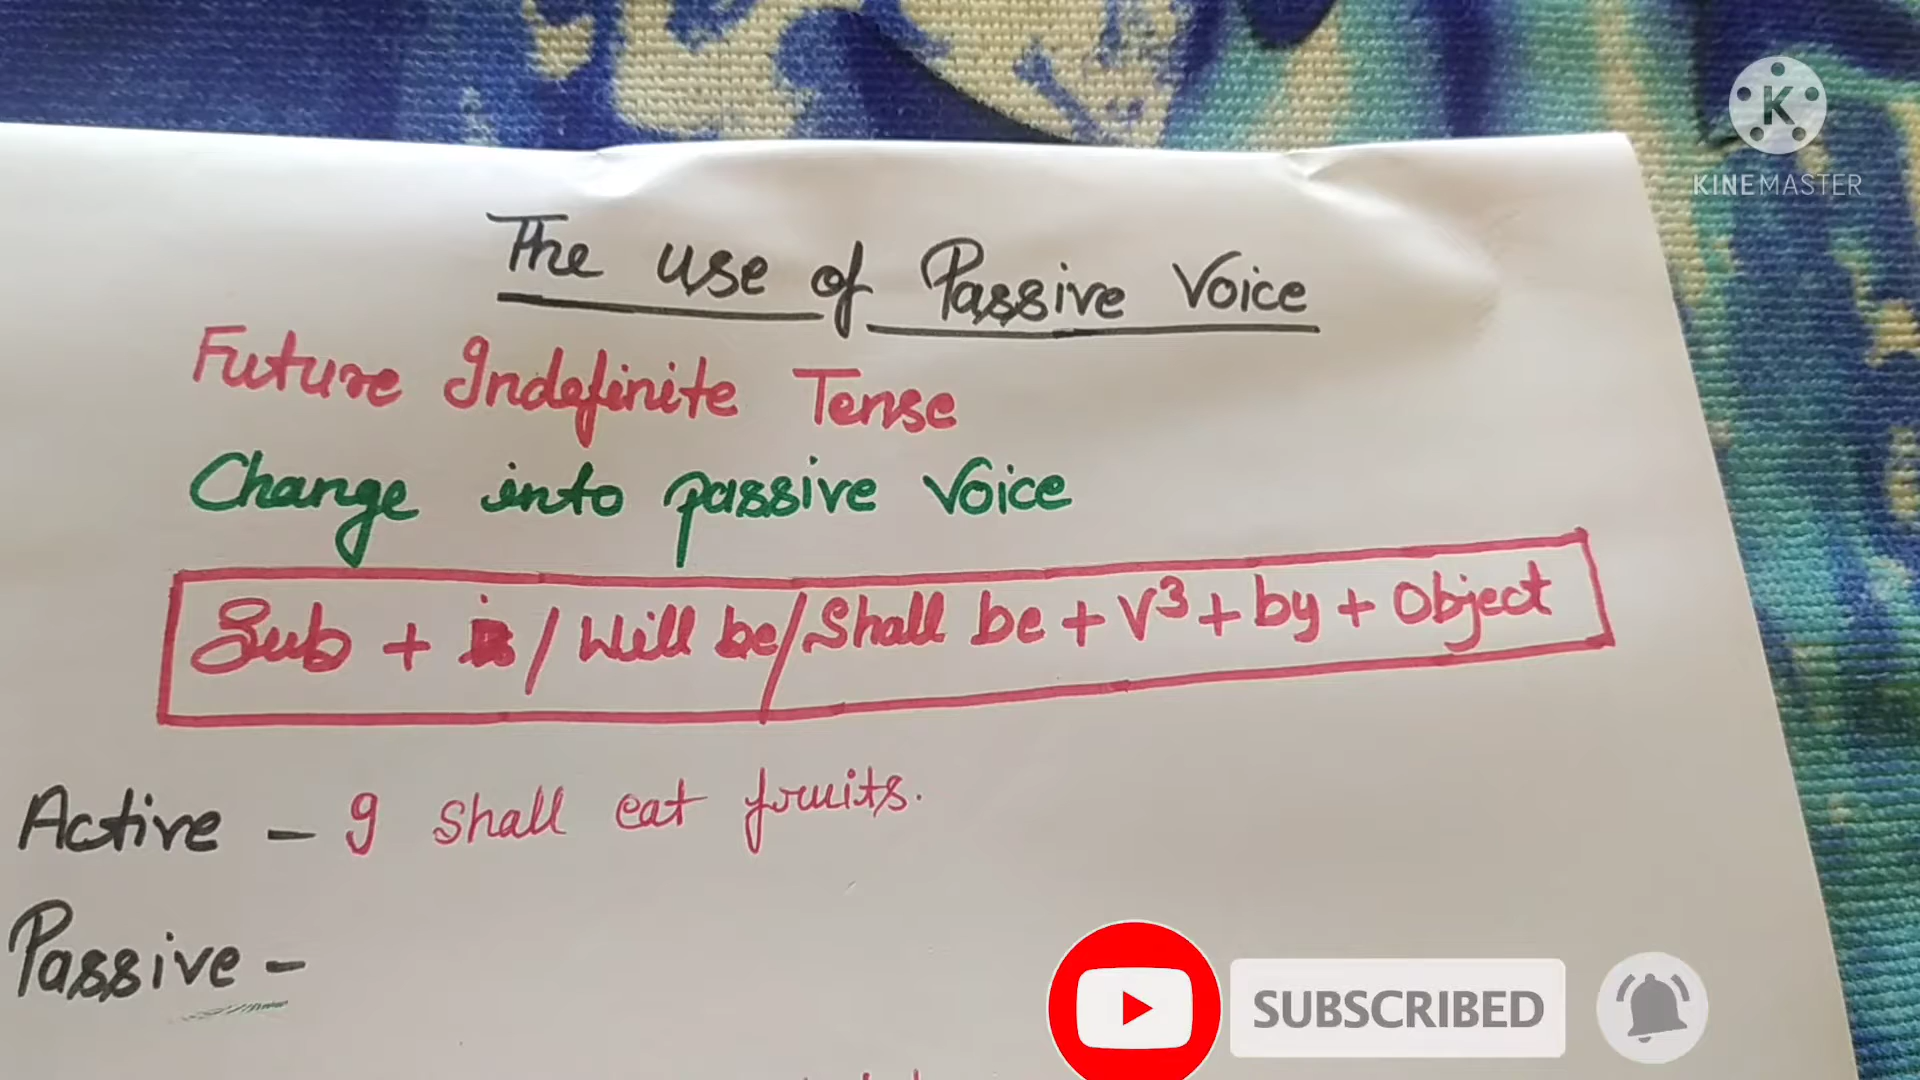 KINEMASTER
The use of Passive Voice
Future Indefinite Tense
Change into passive Voice
Sub + / Will be / Shall be + V³ + by + Object
Active - I shall eat fruits.
Passive -
SUBSCRIBED